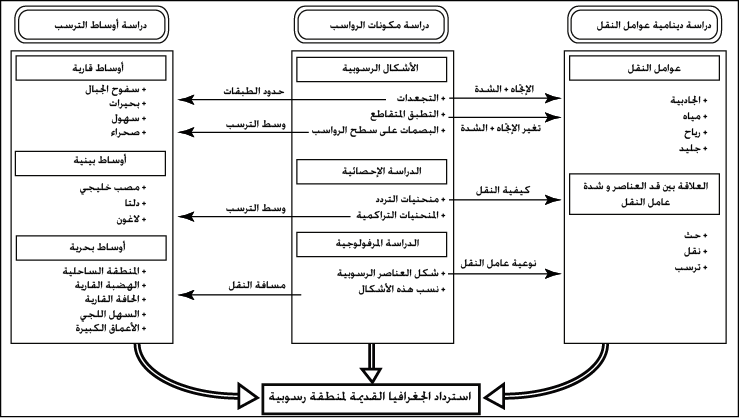 دراسة دينامية عوامل النقل
دراسة مكونات الرواسب
دراسة أوساط الترسب
عوامل النقل
+ الجادبية
+ مياه
+ رياح
+ جليد
العلاقة بين قد العناصر و شدة
عامل النقل
+ حث
+ نقل
+ ترسب
الإتجاه + الشدة
تغير الإتجاه + الشدة
كيفية النقل
نوعية عامل النقل
الأشكال الرسوبية
+ التجعدات
+ التطبق المتقاطع
+ البصمات على سطح الرواسب
الدراسة الإحصائية
+ منحنيات التردد
+ المنحنيات التراكمية
الدراسة المرفولوجية
+ شكل العناصر الرسوبية
+ نسب هذه الأشكال
حدود الطبقات
وسط الترسب
وسط الترسب
مسافة النقل
أوساط قارية
+ سفوح الجبال
+ بحيرات
+ سهول
+ صحراء
أوساط بينية
+ مصب خليجي
+ دلتا
+ لاغون
أوساط بحرية
+ المنطقة الساحلية
+ الهضبة القارية
+ الحافة القارية
+ السهل اللجي
+ الأعماق الكبيرة
استرداد الجغرافيا القديمة لمنطقة رسوبية